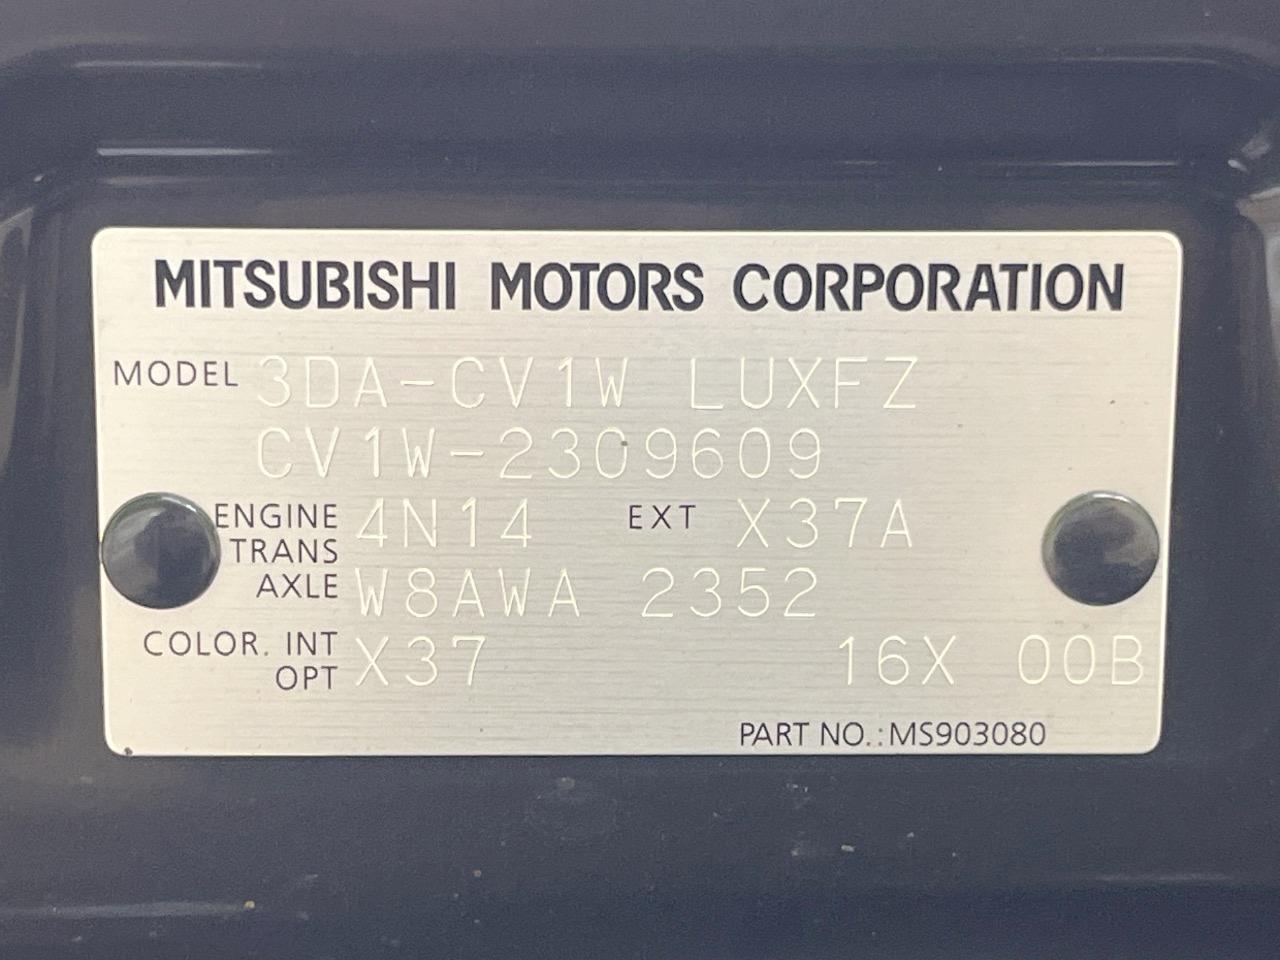 MITSUBISHI MOTORS CORPORATION
MODEL 3DA-CV1W LUXFZ
CV1W-2309609
ENGINE 4N14 EXT X37A
TRANS
AXLE W8AWA 2352
COLOR. INT
OPT X37 16X 00B
PART NO.:MS903080